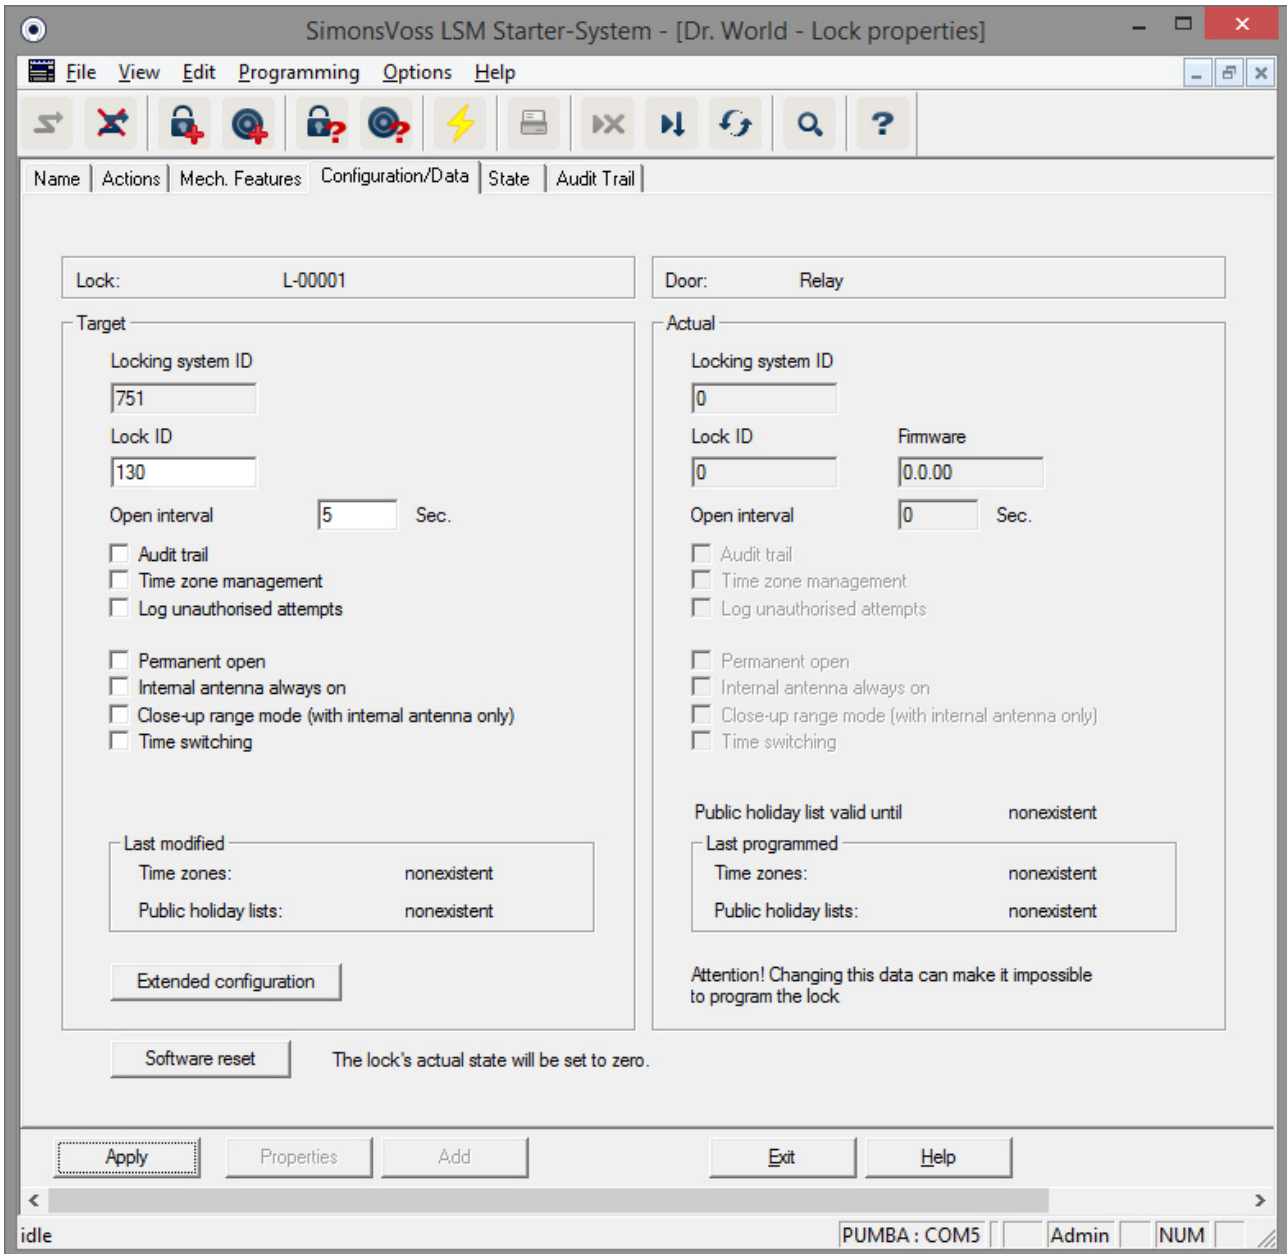 SimonsVoss LSM Starter-System - [Dr. World - Lock properties]
File View Edit Programming Options Help
Name Actions Mech. Features Configuration/Data State Audit Trail
Lock: L-00001
Door: Relay
Target
Locking system ID
751
Lock ID
130
Open interval 5 Sec.
Audit trail
Time zone management
Log unauthorised attempts
Permanent open
Internal antenna always on
Close-up range mode (with internal antenna only)
Time switching
Last modified
Time zones: nonexistent
Public holiday lists: nonexistent
Extended configuration
Actual
Locking system ID
0
Lock ID Firmware
0 0.0.00
Open interval 0 Sec.
Audit trail
Time zone management
Log unauthorised attempts
Permanent open
Internal antenna always on
Close-up range mode (with internal antenna only)
Time switching
Public holiday list valid until nonexistent
Last programmed
Time zones: nonexistent
Public holiday lists: nonexistent
Attention! Changing this data can make it impossible
to program the lock
Software reset The lock's actual state will be set to zero.
Apply Properties Add Exit Help
idle PUMBA : COM5 Admin NUM